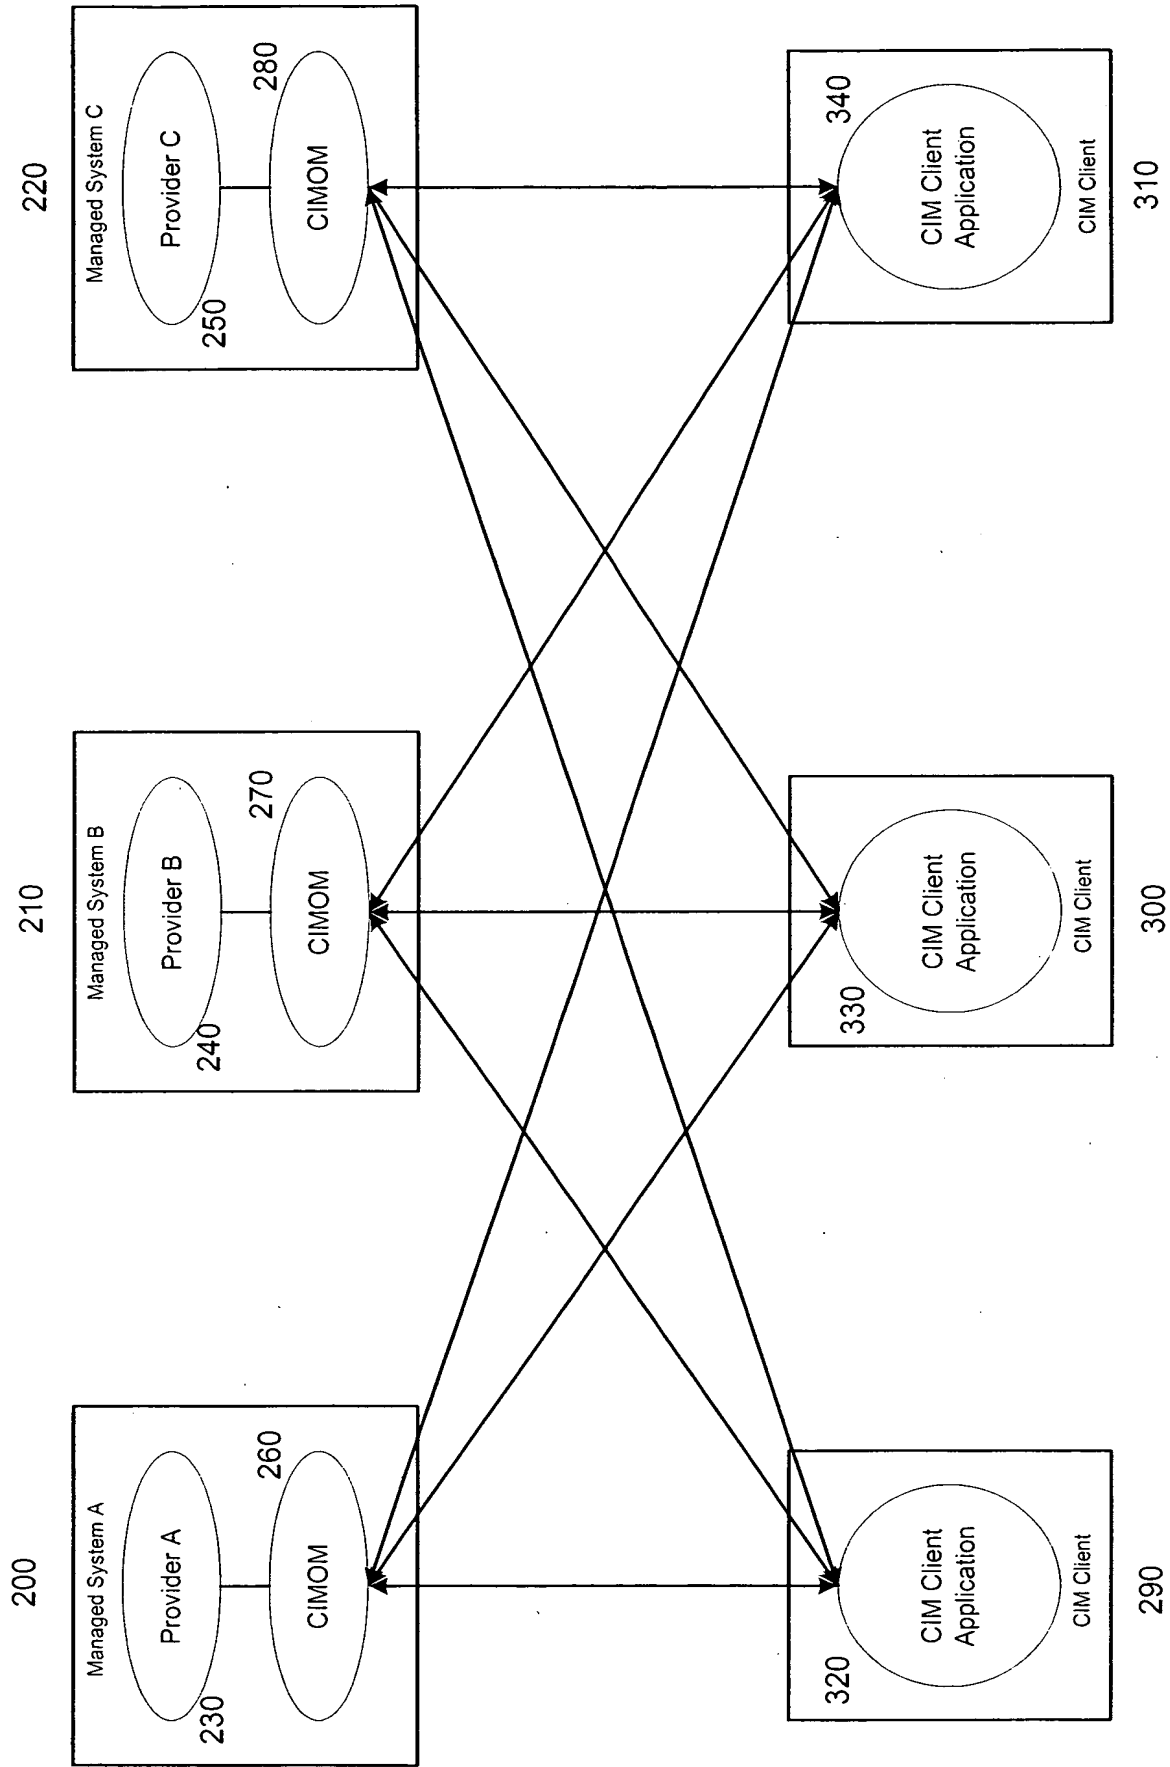 200
210
220
Managed System A
Provider A
230
260
CIMOM
Managed System B
Provider B
240
270
CIMOM
Managed System C
Provider C
250
280
CIMOM
320
CIM Client
Application
CIM Client
290
330
CIM Client
Application
CIM Client
300
340
CIM Client
Application
CIM Client
310